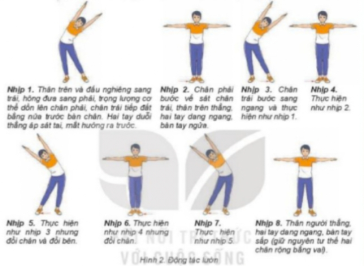 Nhịp 1. Thân trên và đầu nghiêng sang
trái, hông đưa sang phải, trọng lượng cơ
thể dồn lên chân phải, chân trái tiếp đất
bằng nửa trước bàn chân. Hai tay duỗi
thẳng áp sát tai, mắt hướng ra trước.
Nhịp 2. Chân phải
bước về sát chân
trái, thân trên thẳng,
hai tay dang ngang,
bàn tay ngửa.
Nhịp 3. Chân
trái bước sang
ngang và thực
hiện như nhịp 1.
Nhịp 4.
Thực hiện
như nhịp 2.
Nhịp 5. Thực hiện
như nhịp 3 nhưng
đổi chân và đổi bên.
Nhịp 6. Thực hiện
như nhịp 4 nhưng
đổi chân.
Nhịp 7.
Thực hiện
như nhịp 5.
Nhịp 8. Thân người thẳng,
hai tay dang ngang, bàn tay
sấp (giữ nguyên tư thế hai
chân rộng bằng vai).
Hình 2. Động tác lườn